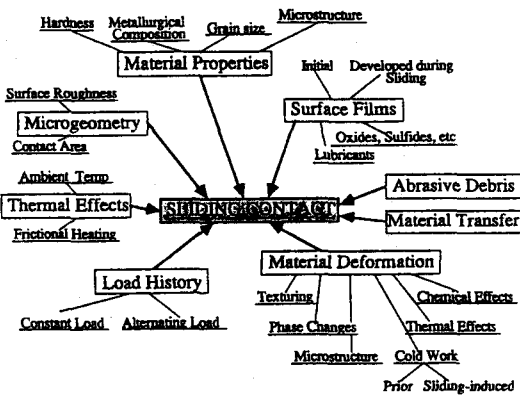 Hardness
Metallurgical
Composition
Grain size
Microstructure
Material Properties
Initial
Developed during
Sliding
Surface Films
Oxides, Sulfides, etc
Lubricants
Surface Roughness
Microgeometry
Contact Area
Ambient Temp
Thermal Effects
Frictional Heating
SLIDING CONTACT
Abrasive Debris
Material Transfer
Load History
Constant Load
Alternating Load
Material Deformation
Texturing
Chemical Effects
Phase Changes
Thermal Effects
Microstructure
Cold Work
Prior
Sliding-induced